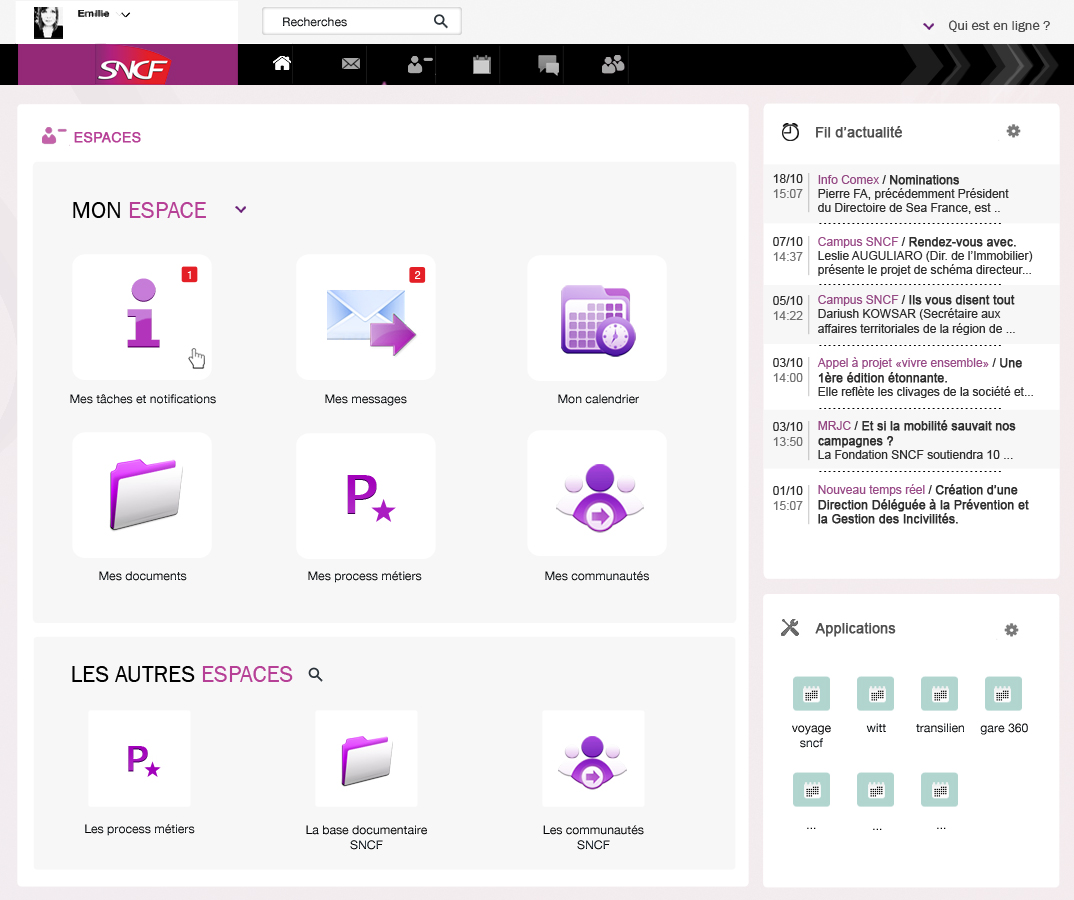 Emilie
Recherches
Qui est en ligne ?
SNCF
ESPACES
MON ESPACE
1
2
Mes tâches et notifications
Mes messages
Mon calendrier
P
Mes documents
Mes process métiers
Mes communautés
LES AUTRES ESPACES
P
Les process métiers
La base documentaire
SNCF
Les communautés
SNCF
Fil d'actualité
18/10
15:07
Info Comex / Nominations
Pierre FA, précédemment Président
du Directoire de Sea France, est ..
07/10
14:37
Campus SNCF / Rendez-vous avec.
Leslie AUGULIARO (Dir. de l'Immobilier)
présente le projet de schéma directeur...
05/10
14:22
Campus SNCF / Ils vous disent tout
Dariush KOWSAR (Secrétaire aux
affaires territoriales de la région de ...
03/10
14:00
Appel à projet «vivre ensemble» / Une
1ère édition étonnante.
Elle reflète les clivages de la société et...
03/10
13:50
MRJC / Et si la mobilité sauvait nos
campagnes ?
La Fondation SNCF soutiendra 10 ...
01/10
15:07
Nouveau temps réel / Création d'une
Direction Déléguée à la Prévention et
la Gestion des Incivilités.
Applications
voyage
sncf
witt
transilien
gare 360
...
...
...